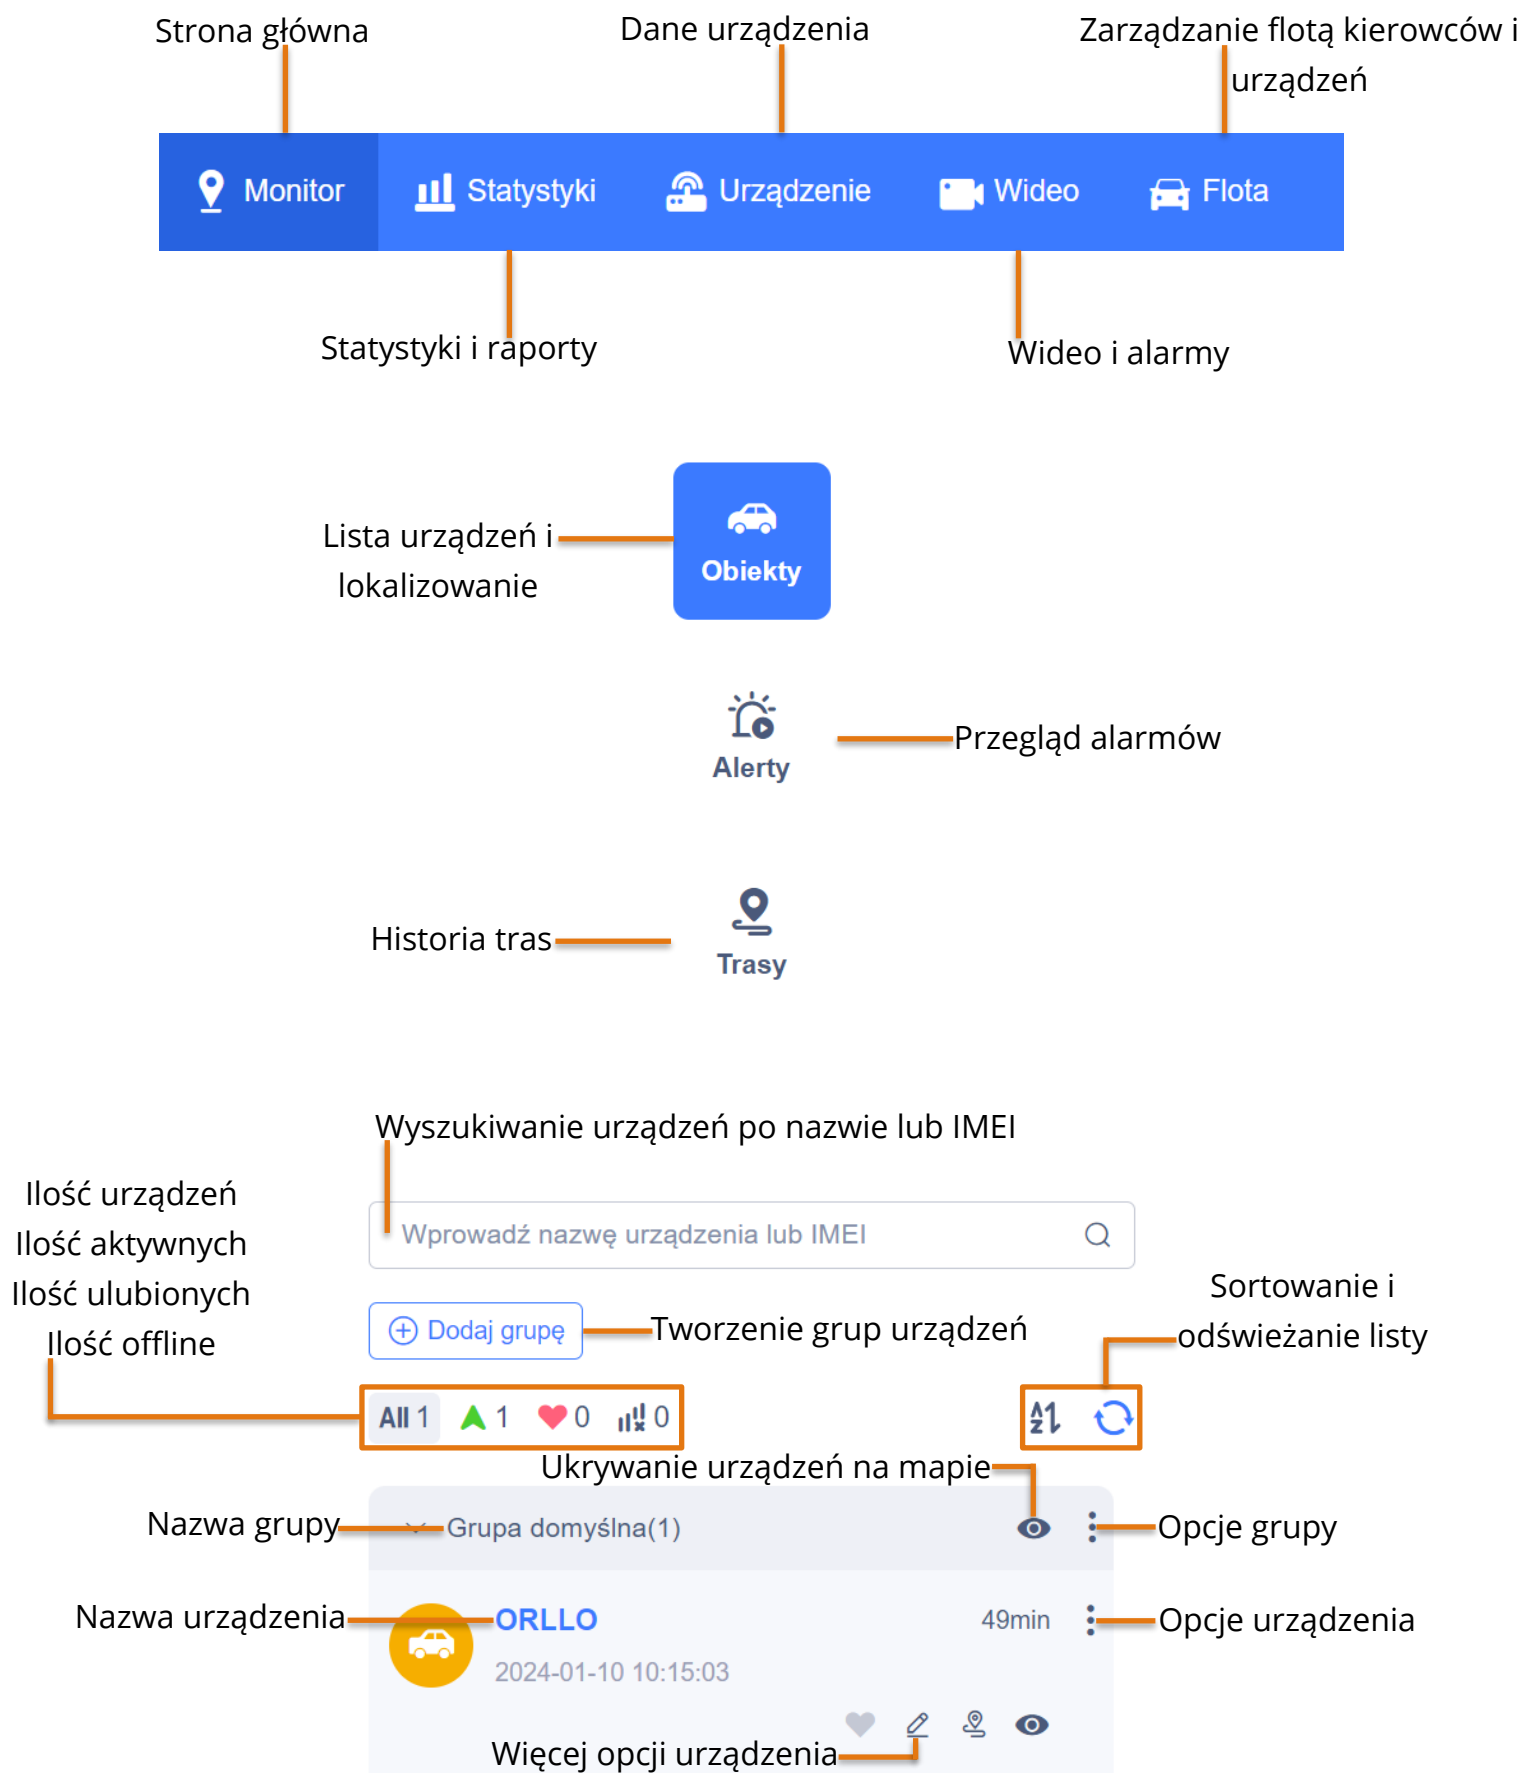 Strona główna
Dane urządzenia
Zarządzanie flotą kierowców i
urządzeń
Monitor
Statystyki
Urządzenie
Wideo
Flota
Statystyki i raporty
Wideo i alarmy
Lista urządzeń i
lokalizowanie
Obiekty
Alerty
Przegląd alarmów
Historia tras
Trasy
Wyszukiwanie urządzeń po nazwie lub IMEI
Ilość urządzeń
Ilość aktywnych
Ilość ulubionych
Ilość offline
Wprowadź nazwę urządzenia lub IMEI
Sortowanie i
odświeżanie listy
Dodaj grupę
Tworzenie grup urządzeń
All 1 1 0 0
Ukrywanie urządzeń na mapie
Nazwa grupy
Grupa domyślna(1)
Opcje grupy
Nazwa urządzenia
ORLLO
49min
Opcje urządzenia
2024-01-10 10:15:03
Więcej opcji urządzenia